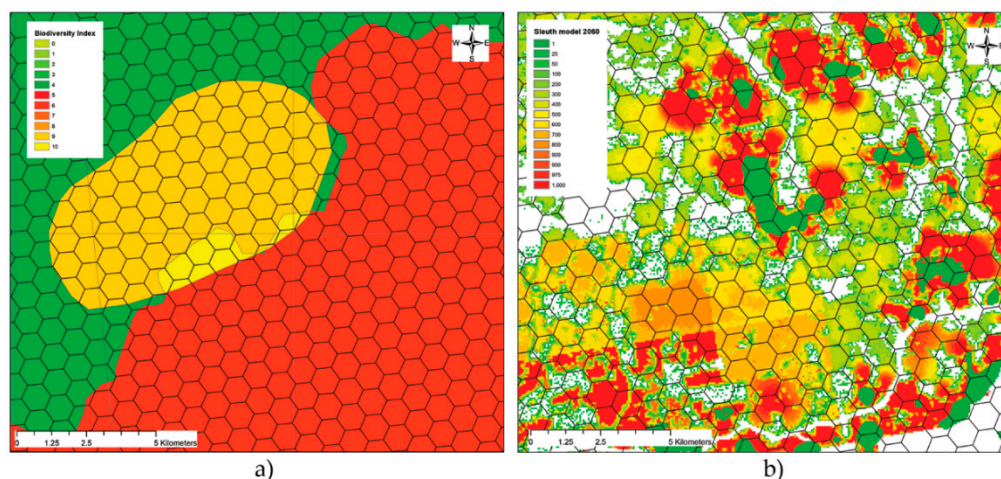 Biodiversity Index
0
1
2
3
4
5
6
7
8
9
10
N
W E
S
0 1.25 2.5 5 Kilometers
a)
Sleuth model 2060
1
25
50
100
200
300
400
500
600
700
800
900
950
975
1,000
N
W E
S
0 1.25 2.5 5 Kilometers
b)